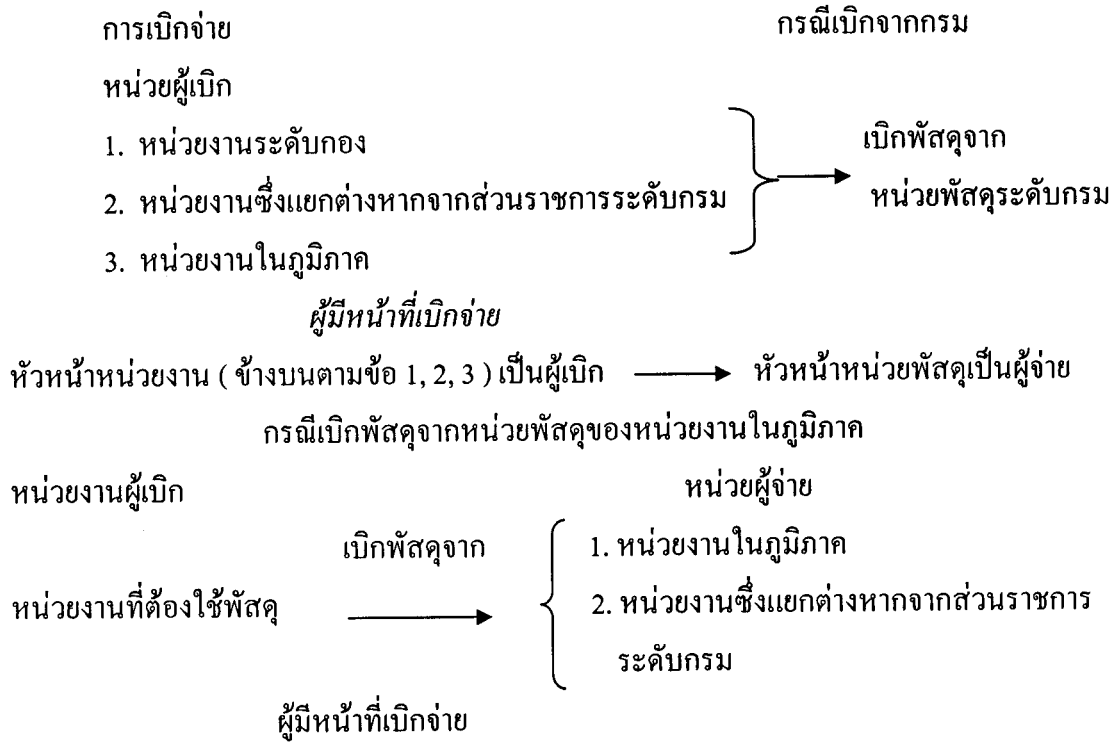 การเบิกจ่าย กรณีเบิกจากกรม
หน่วยผู้เบิก
1. หน่วยงานระดับกอง
เบิกพัสดุจาก
2. หน่วยงานซึ่งแยกต่างหากจากส่วนราชการระดับกรม
หน่วยพัสดุระดับกรม
3. หน่วยงานในภูมิภาค
ผู้มีหน้าที่เบิกจ่าย
หัวหน้าหน่วยงาน ( ข้างบนตามข้อ 1, 2, 3 ) เป็นผู้เบิก หัวหน้าหน่วยพัสดุเป็นผู้จ่าย
กรณีเบิกพัสดุจากหน่วยพัสดุของหน่วยงานในภูมิภาค
หน่วยงานผู้เบิก หน่วยผู้จ่าย
เบิกพัสดุจาก 1. หน่วยงานในภูมิภาค
หน่วยงานที่ต้องใช้พัสดุ 2. หน่วยงานซึ่งแยกต่างหากจากส่วนราชการ
ระดับกรม
ผู้มีหน้าที่เบิกจ่าย